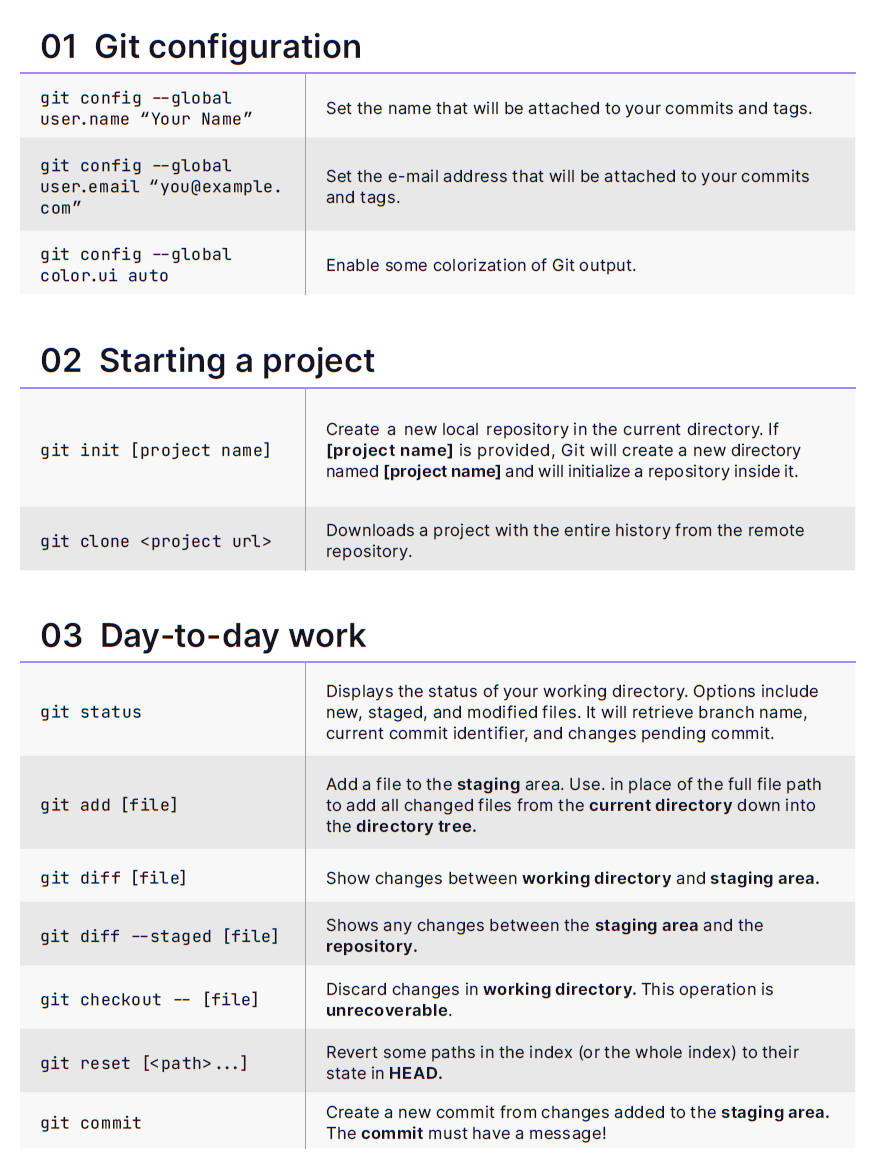 01 Git configuration
git config --global
user.name “Your Name”
Set the name that will be attached to your commits and tags.
git config --global
user.email “you@example.
com”
Set the e-mail address that will be attached to your commits
and tags.
git config --global
color.ui auto
Enable some colorization of Git output.
02 Starting a project
git init [project name]
Create a new local repository in the current directory. If
[project name] is provided, Git will create a new directory
named [project name] and will initialize a repository inside it.
git clone <project url>
Downloads a project with the entire history from the remote
repository.
03 Day-to-day work
git status
Displays the status of your working directory. Options include
new, staged, and modified files. It will retrieve branch name,
current commit identifier, and changes pending commit.
git add [file]
Add a file to the staging area. Use. in place of the full file path
to add all changed files from the current directory down into
the directory tree.
git diff [file]
Show changes between working directory and staging area.
git diff --staged [file]
Shows any changes between the staging area and the
repository.
git checkout -- [file]
Discard changes in working directory. This operation is
unrecoverable.
git reset [<path>...]
Revert some paths in the index (or the whole index) to their
state in HEAD.
git commit
Create a new commit from changes added to the staging area.
The commit must have a message!